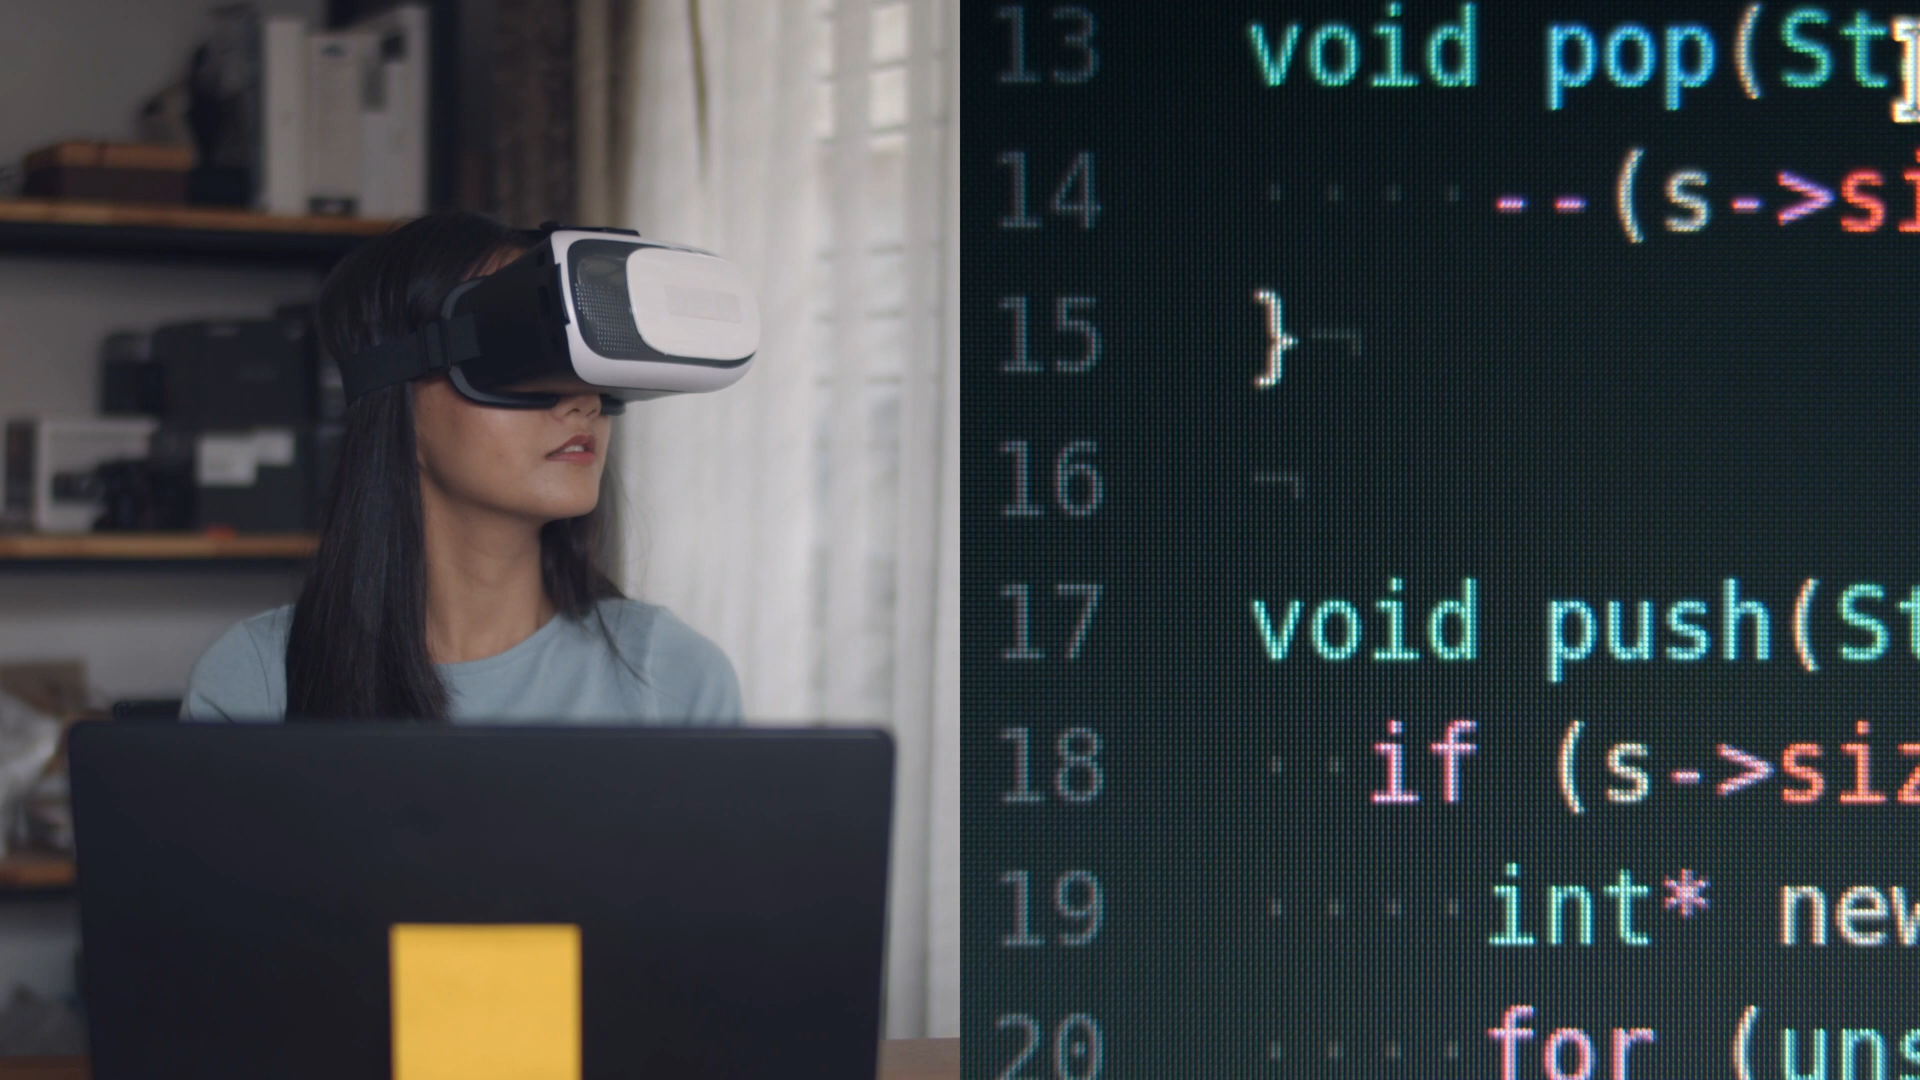 13 void pop(St
14 ····--(s->si
15 }¬
16 ¬
17 void push(St
18 ··if (s->siz
19 ····int* new
20 ····for (uns